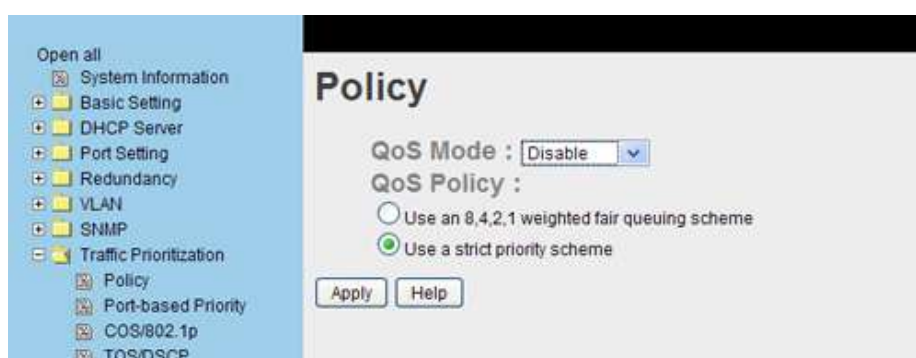 Open all
System Information
Basic Setting
DHCP Server
Port Setting
Redundancy
VLAN
SNMP
Traffic Prioritization
Policy
Port-based Priority
COS/802.1p
TOS/DSCP
Policy
QoS Mode : Disable
QoS Policy :
Use an 8,4,2,1 weighted fair queuing scheme
Use a strict priority scheme
Apply Help